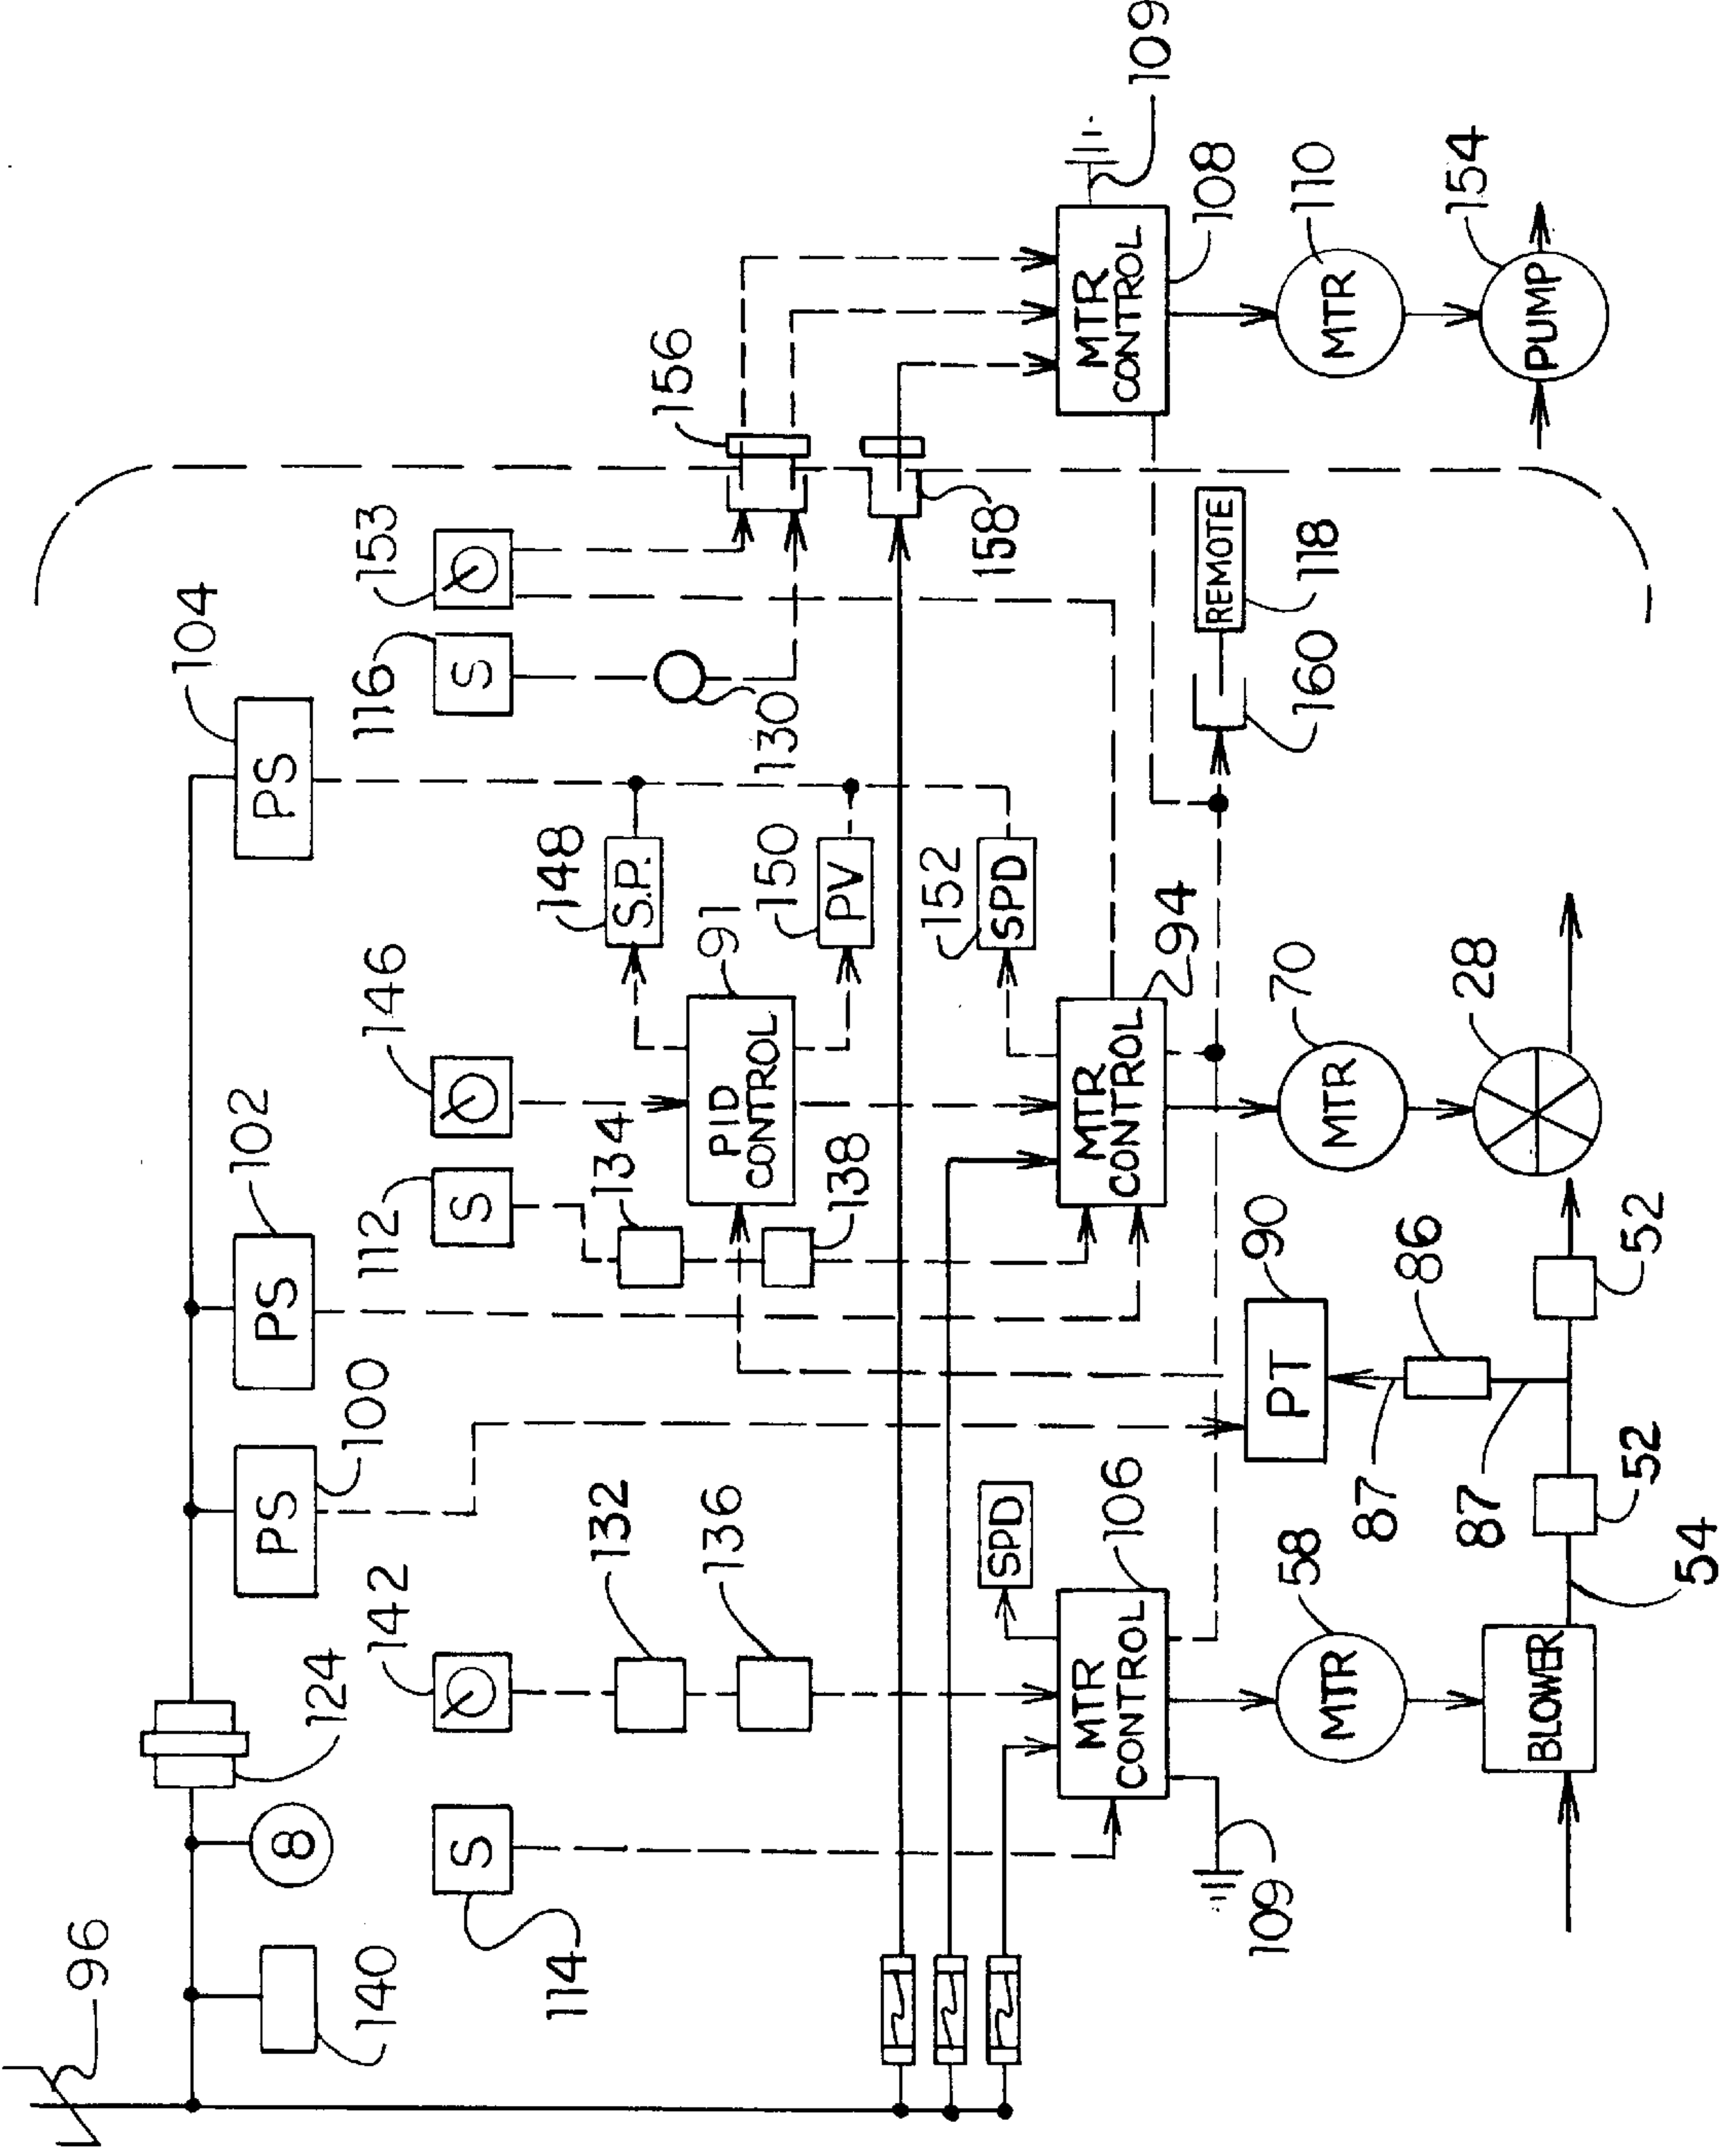 96
140
8
124
PS
100
PS
102
PS
104
114
S
142
132
136
S
112
134
138
146
PID
CONTROL
91
S.P.
148
PV
150
SPD
152
S
116
130
153
156
158
SPD
MTR
CONTROL
106
109
MTR
CONTROL
294
MTR
CONTROL
108
109
REMOTE
118
160
MTR
58
PT
90
MTR
70
MTR
110
BLOWER
54
52
87
87
86
52
28
PUMP
154